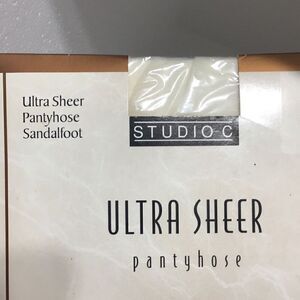 Ultra Sheer
Pantyhose
Sandalfoot
STUDIO C
ULTRA SHEER
pantyhose